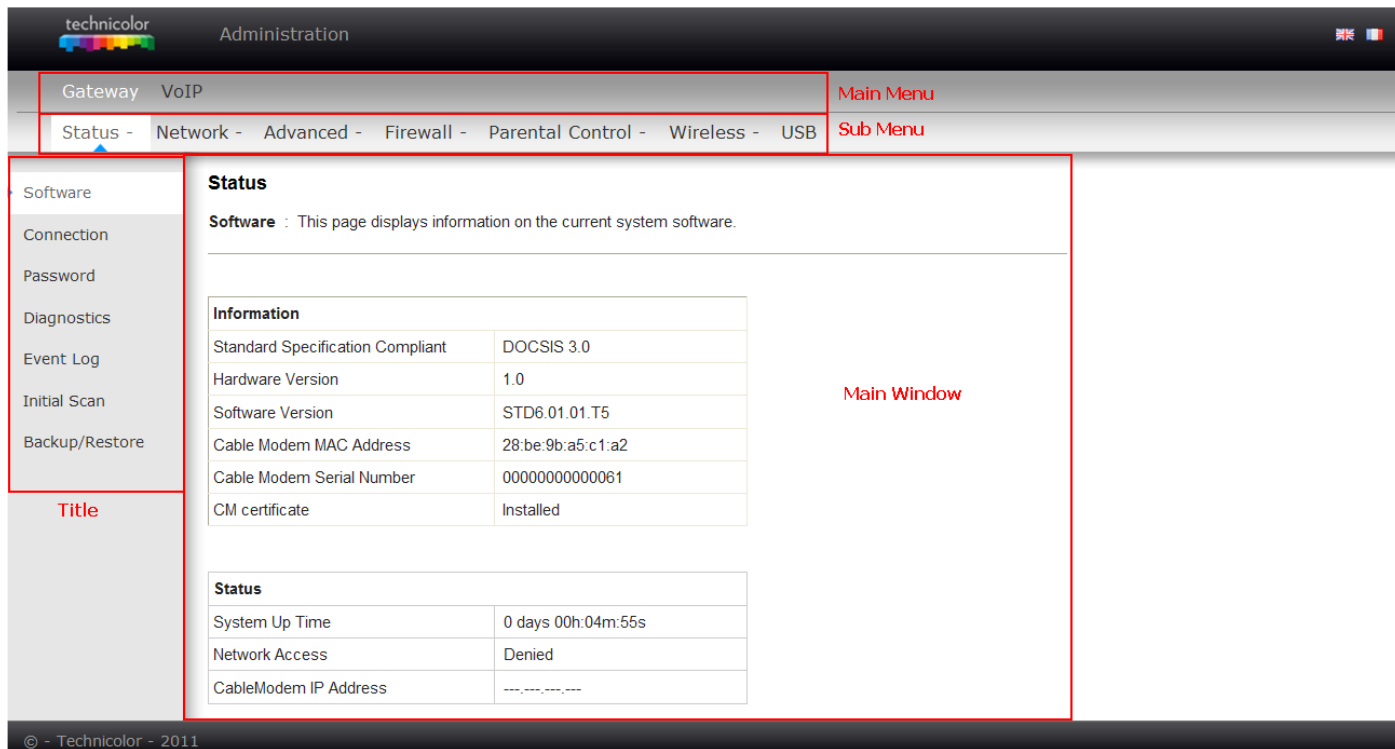 technicolor
Administration
Gateway VoIP
Main Menu
Status - Network - Advanced - Firewall - Parental Control - Wireless - USB
Sub Menu
Software
Connection
Password
Diagnostics
Event Log
Initial Scan
Backup/Restore
Title
Status
Software : This page displays information on the current system software.
Information
Standard Specification Compliant DOCSIS 3.0
Hardware Version 1.0
Software Version STD6.01.01.T5
Cable Modem MAC Address 28:be:9b:a5:c1:a2
Cable Modem Serial Number 00000000000061
CM certificate Installed
Main Window
Status
System Up Time 0 days 00h:04m:55s
Network Access Denied
CableModem IP Address ---.---.---.---
© - Technicolor - 2011